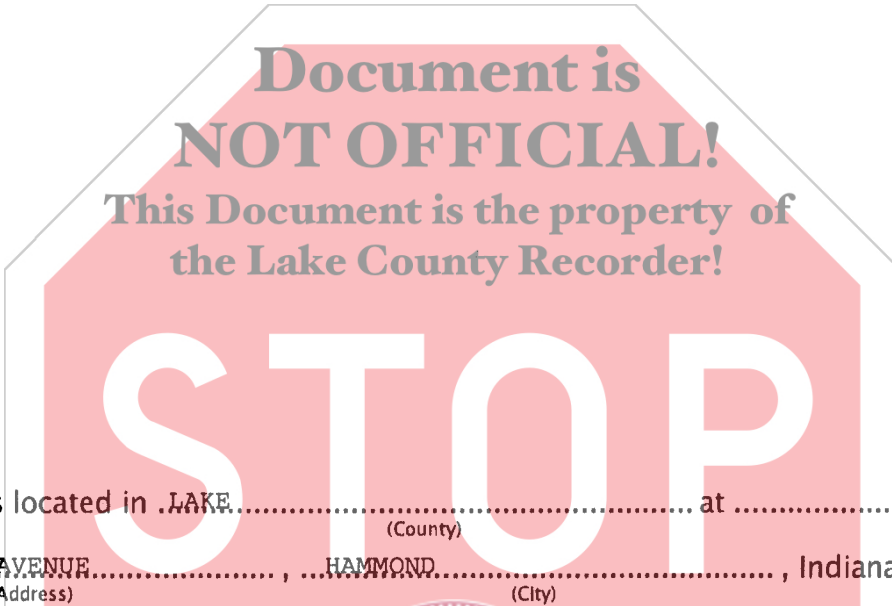 Document is
NOT OFFICIAL!
This Document is the property of
the Lake County Recorder!
STOP
located in LAKE at
(County)
AVENUE , HAMMOND , Indiana
Address) (City)